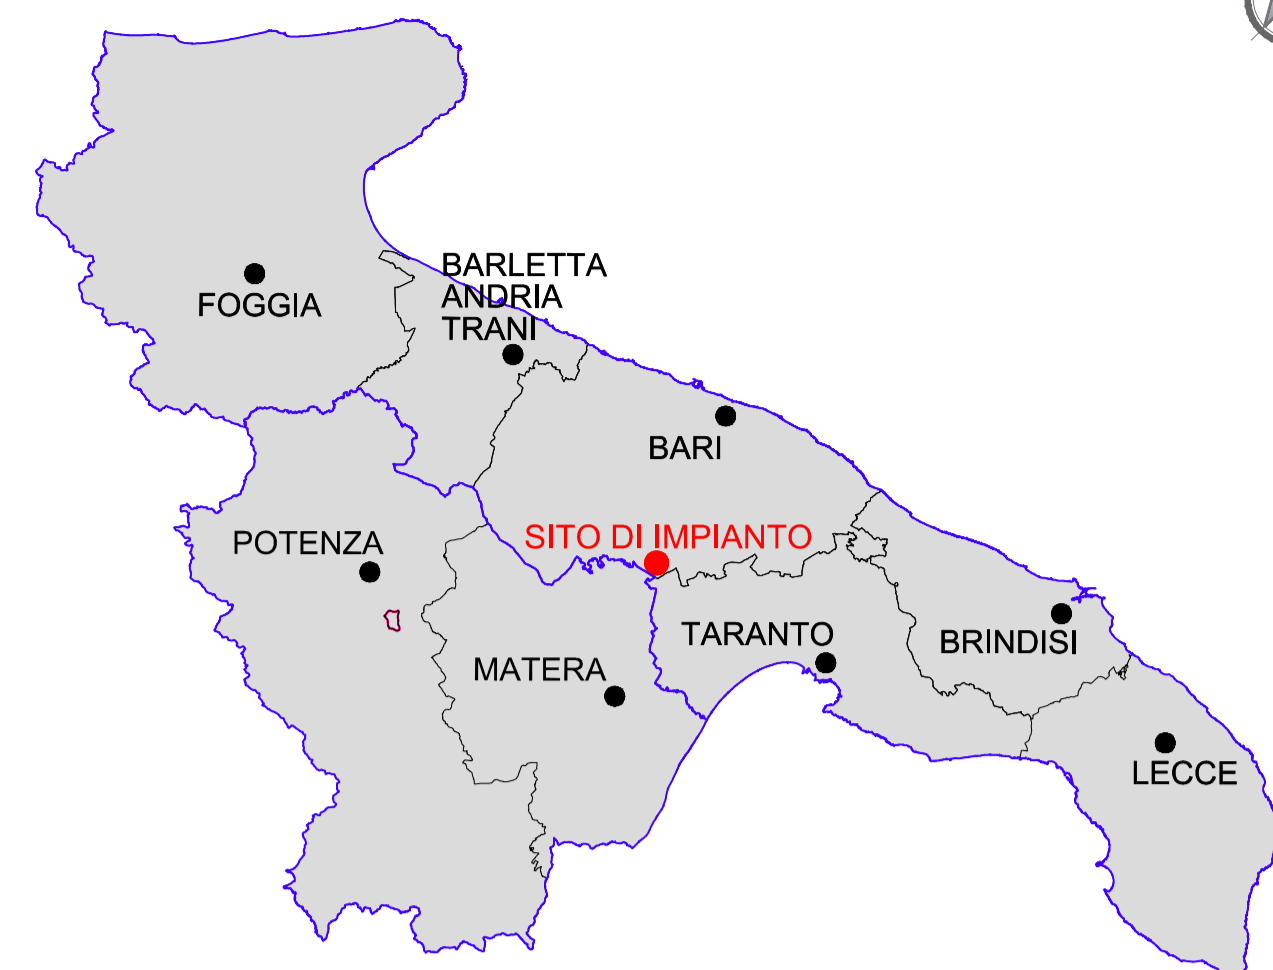 BARLETTA
ANDRIA
TRANI
FOGGIA
BARI
SITO DI IMPIANTO
POTENZA
TARANTO
BRINDISI
MATERA
LECCE